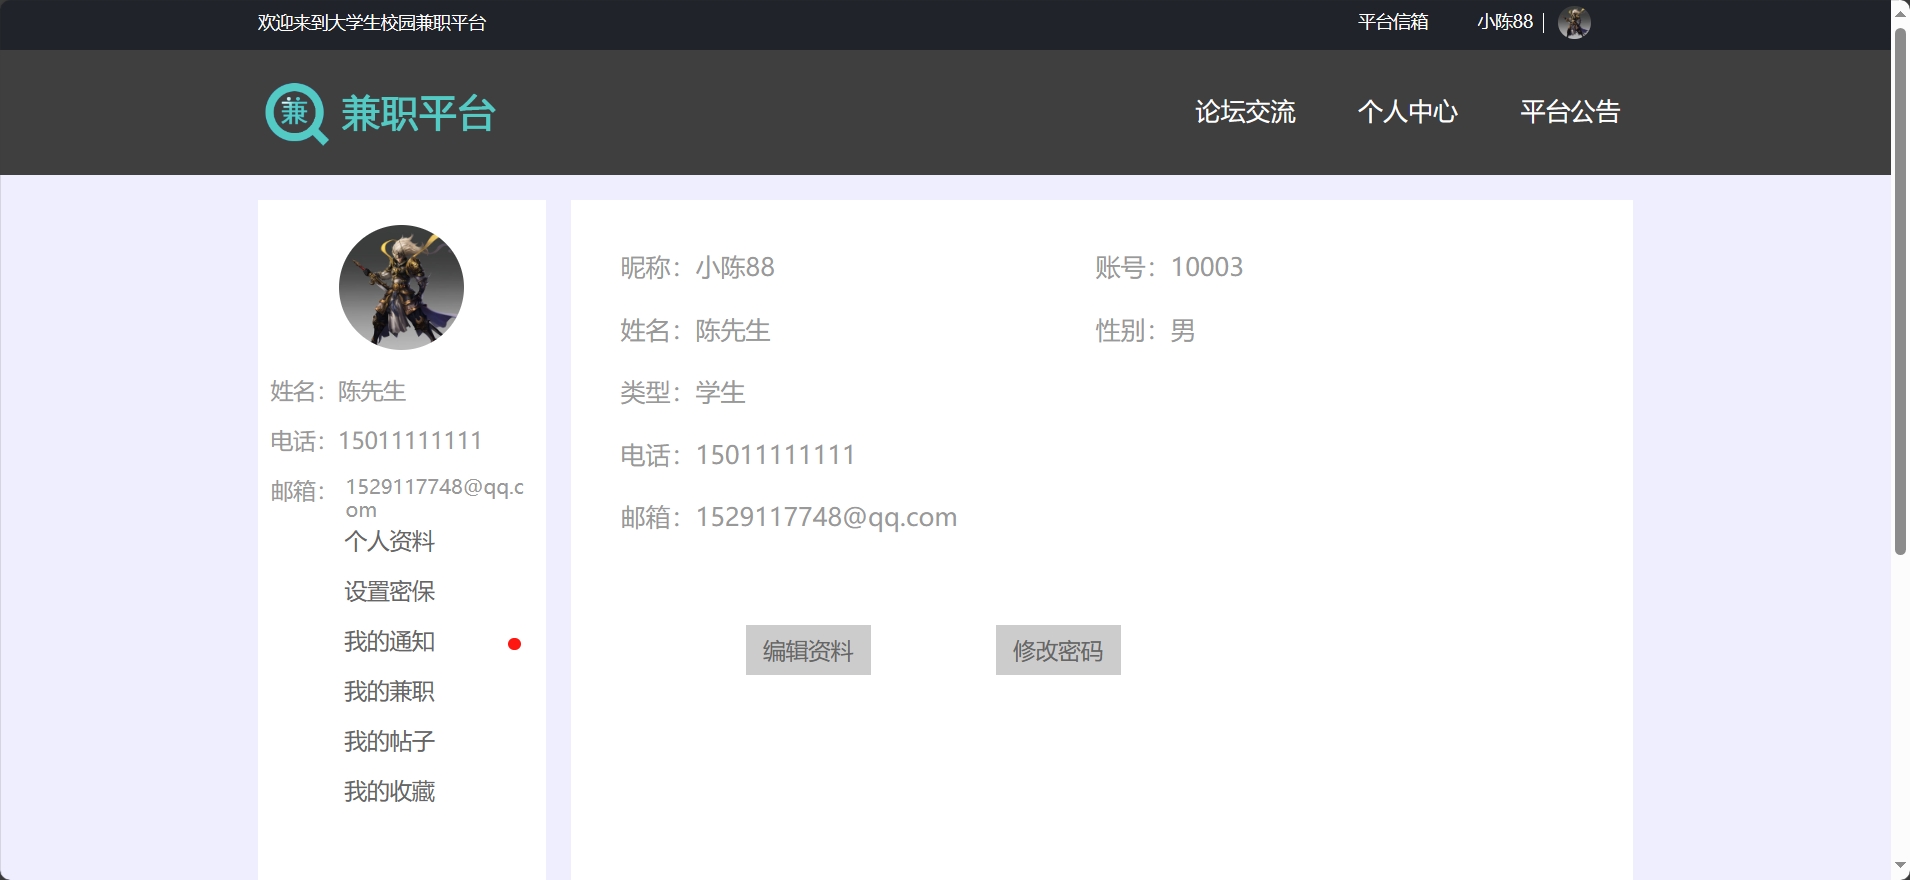 欢迎来到大学生校园兼职平台
平台信箱
小陈88
兼 兼职平台
论坛交流
个人中心
平台公告
姓名：陈先生
电话：15011111111
邮箱：1529117748@qq.c
om
个人资料
设置密保
我的通知
我的兼职
我的帖子
我的收藏
昵称：小陈88
账号：10003
姓名：陈先生
性别：男
类型：学生
电话：15011111111
邮箱：1529117748@qq.com
编辑资料
修改密码